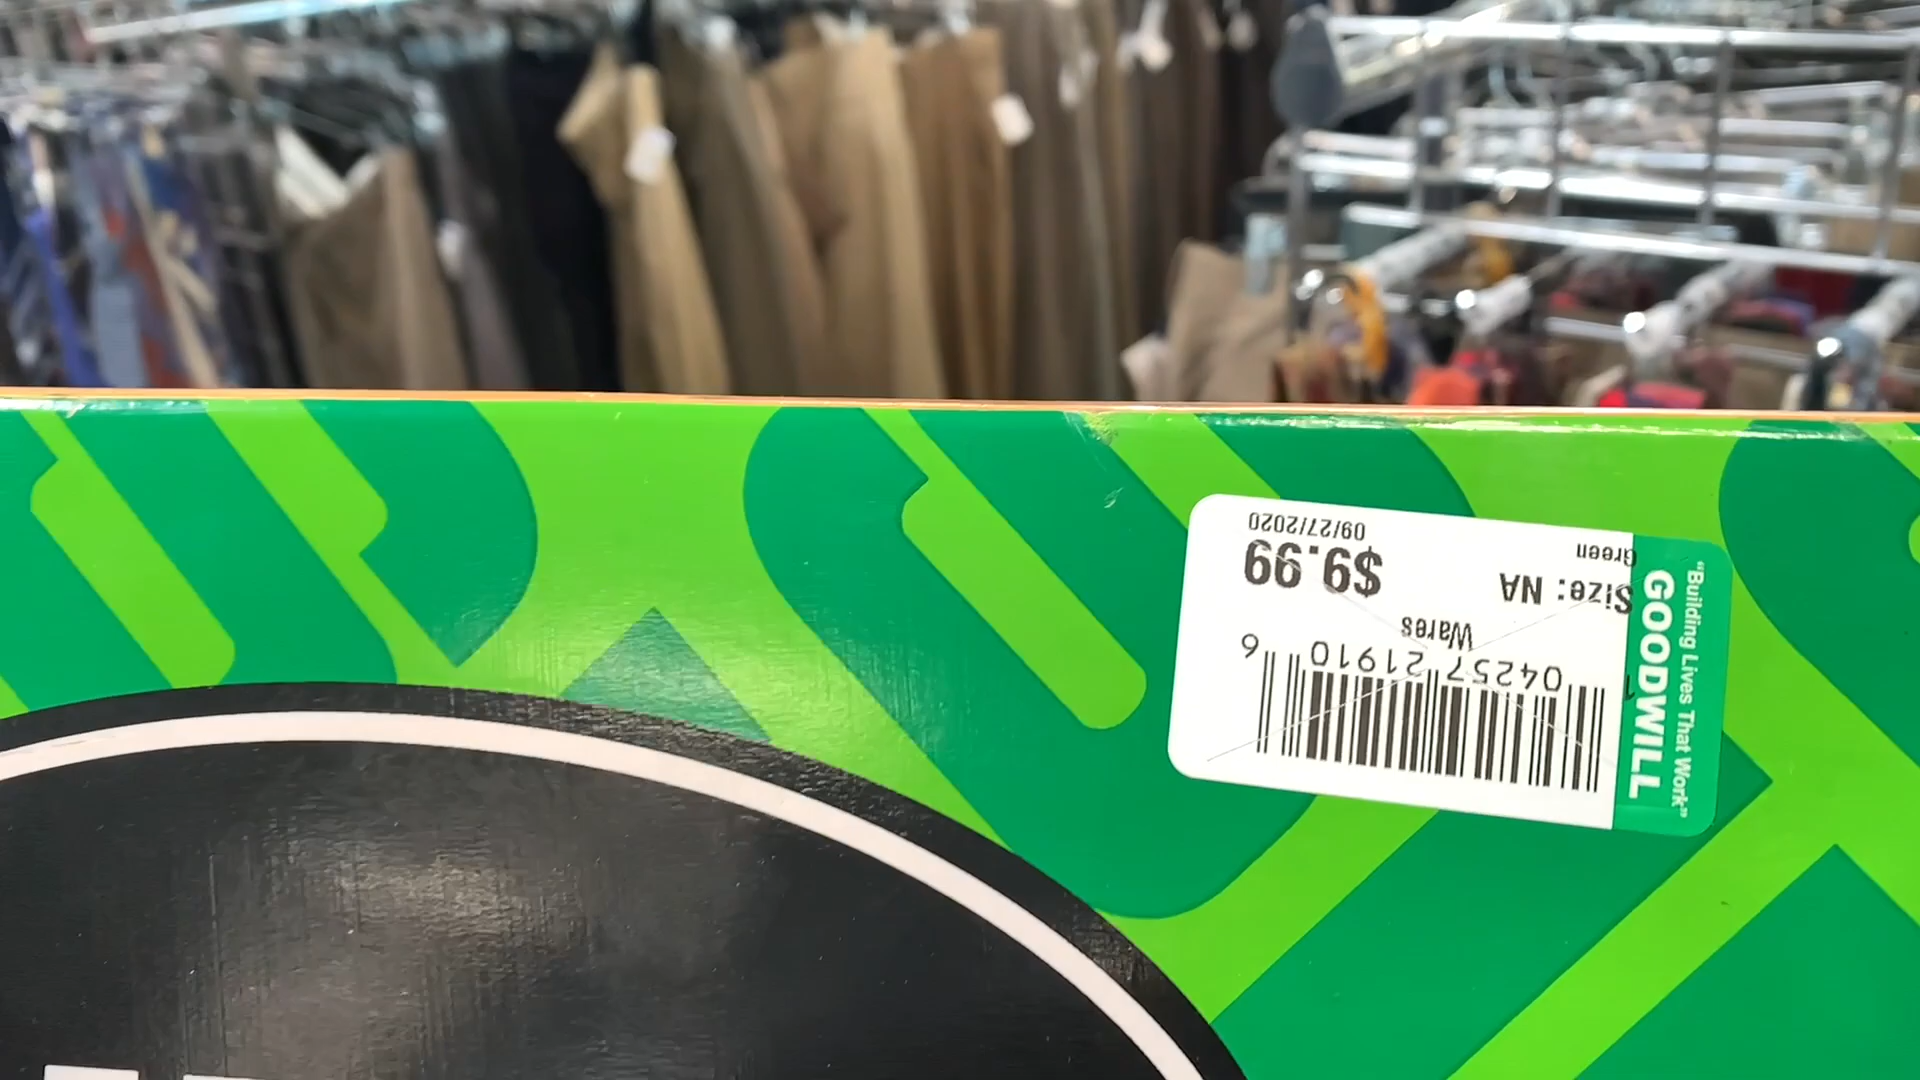 "Building Lives That Work"
GOODWILL
04257 21910 6
Wares
Size: NA
$9.99
Green
09/27/2020